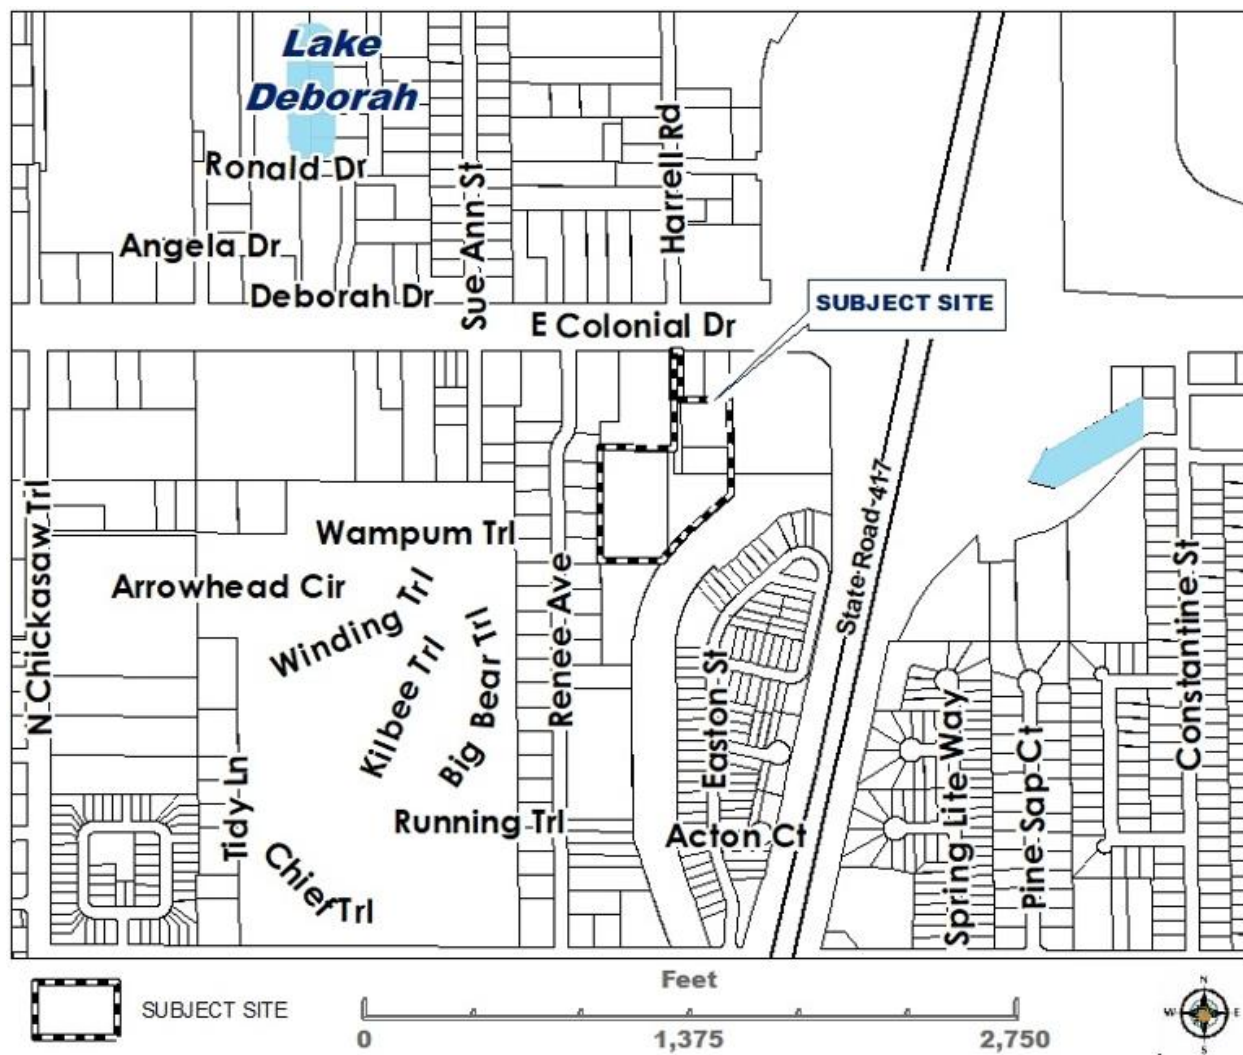 Lake
Deborah
Ronald Dr
Sue Ann St
Harrell Rd
Angela Dr
Deborah Dr
E Colonial Dr
SUBJECT SITE
N Chickasaw Trl
Wampum Trl
Arrowhead Cir
Winding Trl
Kilbee Trl
Big Bear Trl
Renee Ave
State Road 417
Easton St
Constantine St
Tidy Ln
Running Trl
Acton Ct
Spring Lite Way
Pine Sap Ct
Chief Trl
SUBJECT SITE
Feet
0 1,375 2,750
N
W E
S